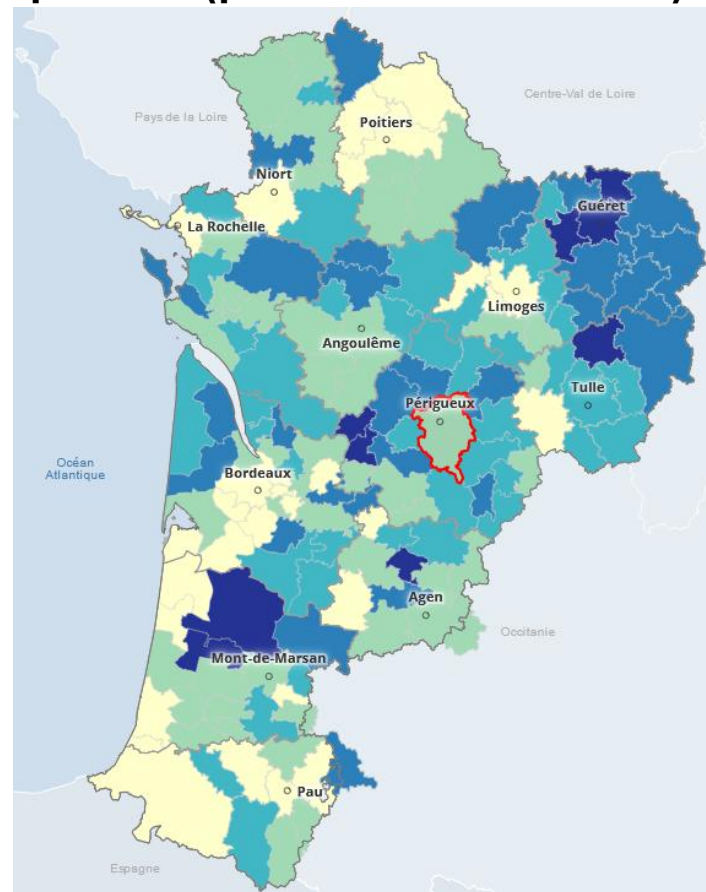 Centre-Val de Loire
Pays de la Loire
Poitiers
Niort
Guéret
La Rochelle
Limoges
Angoulême
Tulle
Périgueux
Océan
Atlantique
Bordeaux
Agen
Occitanie
Mont-de-Marsan
Pau
Espagne